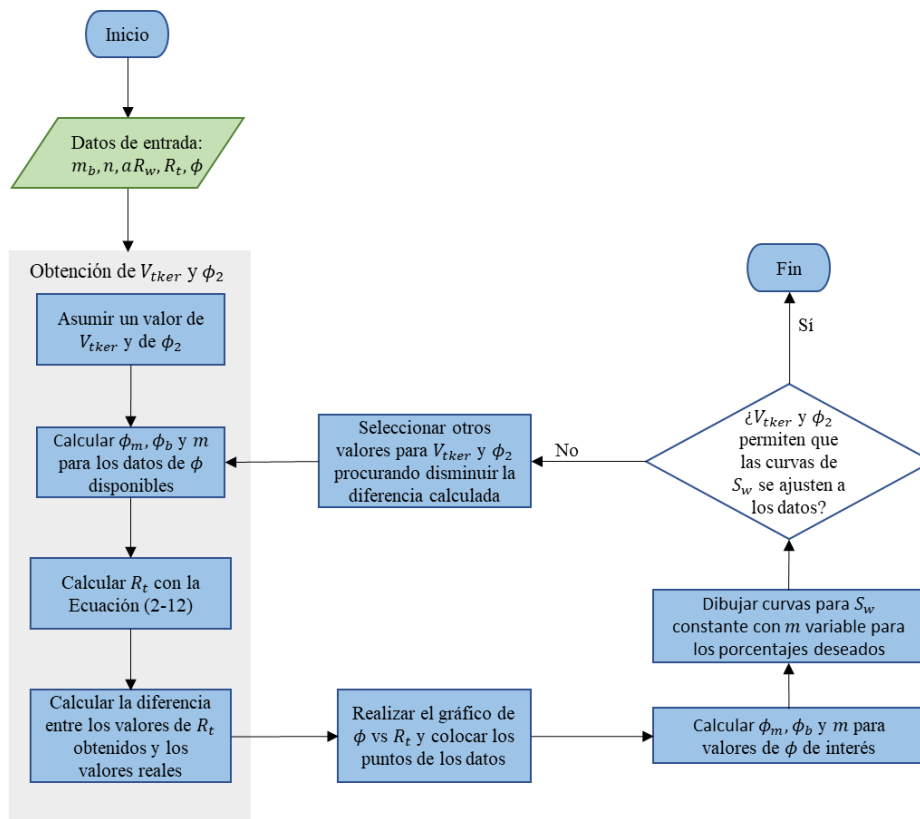 Inicio
Datos de entrada:
m_b, n, aR_w, R_t, ϕ
Obtención de V_tker y ϕ_2
Asumir un valor de
V_tker y de ϕ_2
Calcular ϕ_m, ϕ_b y m
para los datos de ϕ
disponibles
Calcular R_t con la
Ecuación (2-12)
Calcular la diferencia
entre los valores de R_t
obtenidos y los
valores reales
Realizar el gráfico de
ϕ vs R_t y colocar los
puntos de los datos
Calcular ϕ_m, ϕ_b y m para
valores de ϕ de interés
Dibujar curvas para S_w
constante con m variable para
los porcentajes deseados
¿V_tker y ϕ_2
permiten que
las curvas de
S_w se ajusten a
los datos?
No
Seleccionar otros
valores para V_tker y ϕ_2
procurando disminuir la
diferencia calculada
Sí
Fin